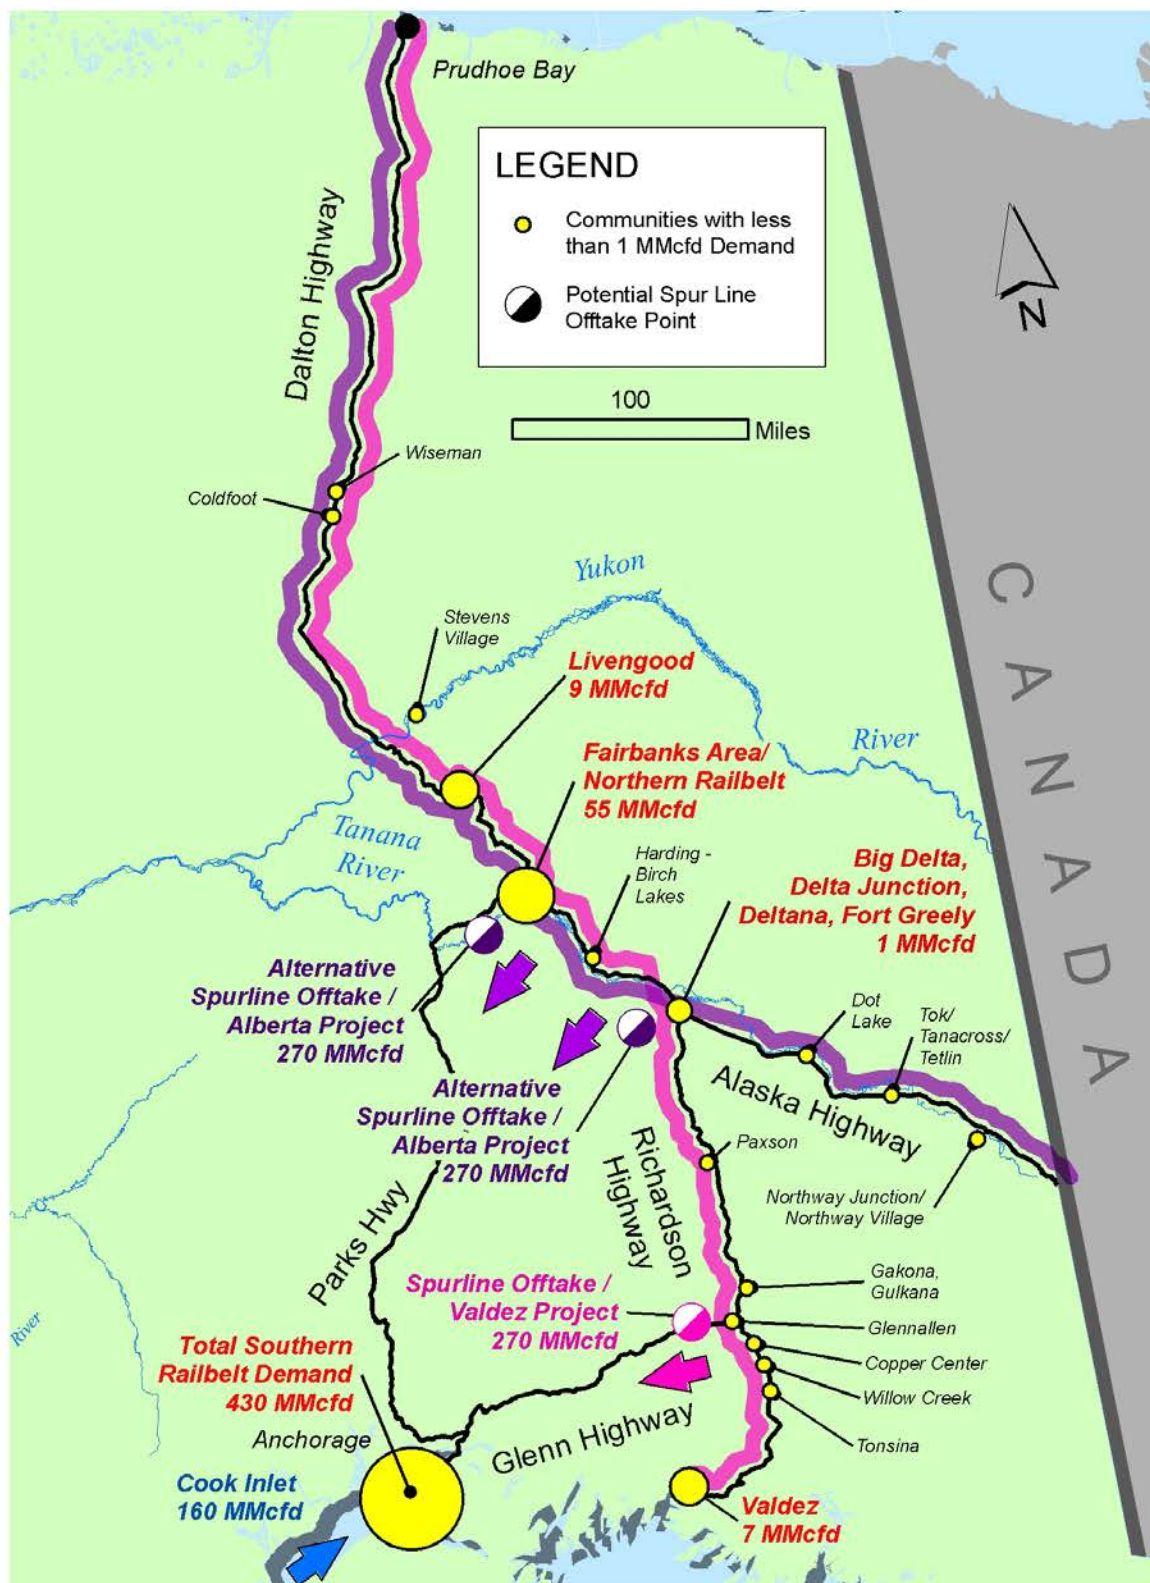 Prudhoe Bay
LEGEND
Communities with less
than 1 MMcfd Demand
Potential Spur Line
Offtake Point
N
100
Miles
Dalton Highway
Wiseman
Coldfoot
CANADA
Yukon
Stevens
Village
Livengood
9 MMcfd
River
Fairbanks Area/
Northern Railbelt
55 MMcfd
Tanana
River
Harding -
Birch
Lakes
Big Delta,
Delta Junction,
Deltana, Fort Greely
1 MMcfd
Alternative
Spurline Offtake /
Alberta Project
270 MMcfd
Dot
Lake
Tok/
Tanacross/
Tetlin
Alternative
Spurline Offtake /
Alberta Project
270 MMcfd
Alaska Highway
Richardson
Highway
Paxson
Northway Junction/
Northway Village
Parks Hwy
Spurline Offtake /
Valdez Project
270 MMcfd
Gakona,
Gulkana
Glennallen
Copper Center
Willow Creek
Tonsina
River
Total Southern
Railbelt Demand
430 MMcfd
Anchorage
Glenn Highway
Cook Inlet
160 MMcfd
Valdez
7 MMcfd